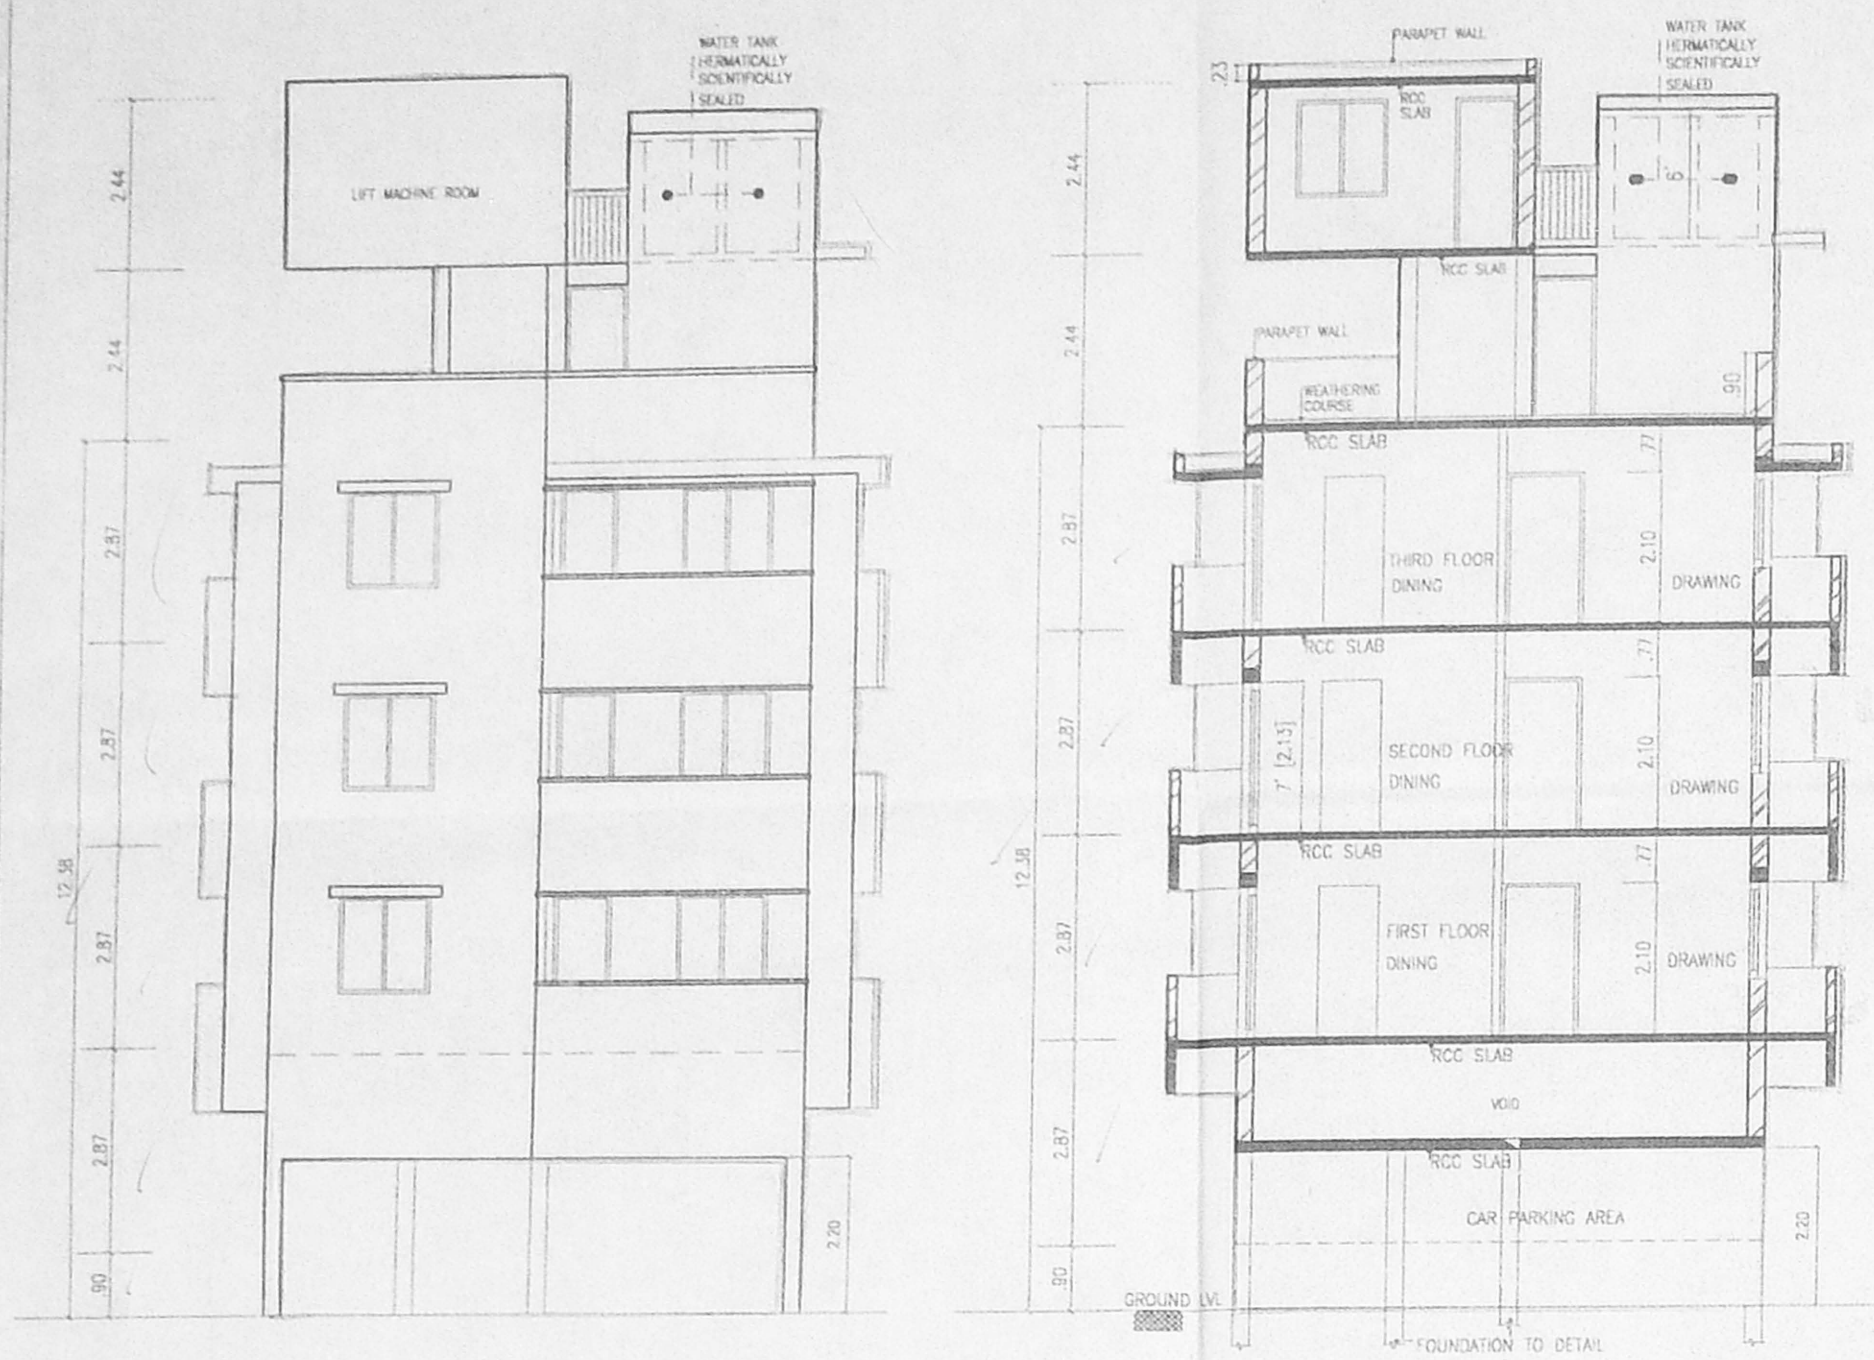 WATER TANK
HERMATICALLY
SCIENTIFICALLY
SEALED
LIFT MACHINE ROOM
2.44
2.44
2.87
2.87
2.87
2.87
.90
12.38
2.20
PARAPET WALL
WATER TANK
HERMATICALLY
SCIENTIFICALLY
SEALED
.23
RCC
SLAB
2.44
RCC SLAB
2.44
PARAPET WALL
WEATHERING
COURSE
.90
RCC SLAB
.77
2.87
THIRD FLOOR
DINING
2.10
DRAWING
RCC SLAB
.77
2.87
7' [2.13]
SECOND FLOOR
DINING
2.10
DRAWING
RCC SLAB
.77
12.38
2.87
FIRST FLOOR
DINING
2.10
DRAWING
RCC SLAB
VOID
2.87
RCC SLAB
CAR PARKING AREA
2.20
.90
GROUND LVL
FOUNDATION TO DETAIL